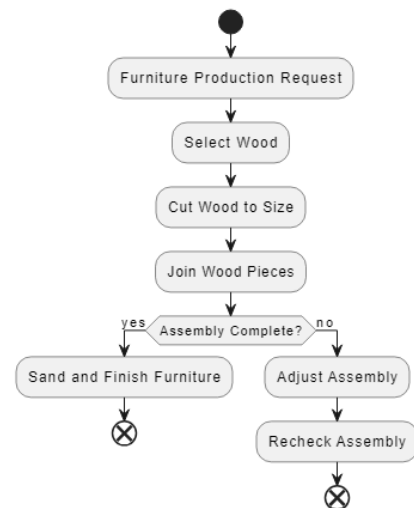 Furniture Production Request
Select Wood
Cut Wood to Size
Join Wood Pieces
yes
Assembly Complete?
no
Sand and Finish Furniture
Adjust Assembly
Recheck Assembly